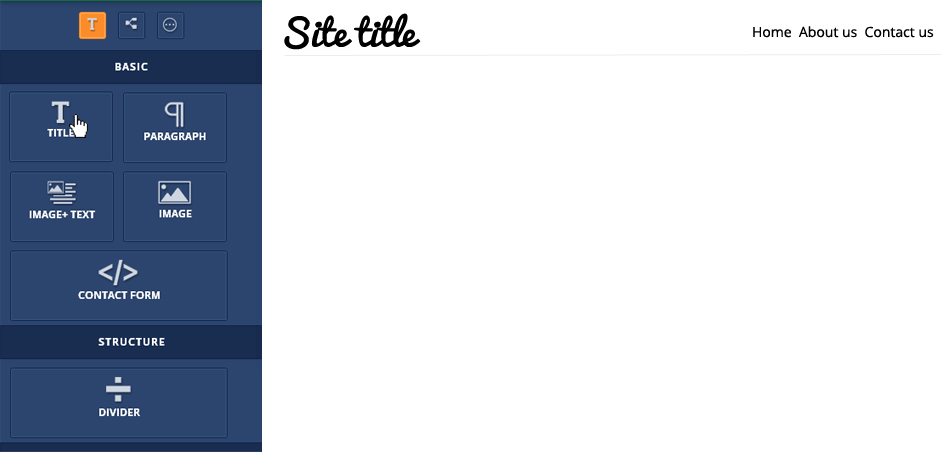 BASIC
TITLE
PARAGRAPH
IMAGE+ TEXT
IMAGE
CONTACT FORM
STRUCTURE
DIVIDER
Site title
Home About us Contact us